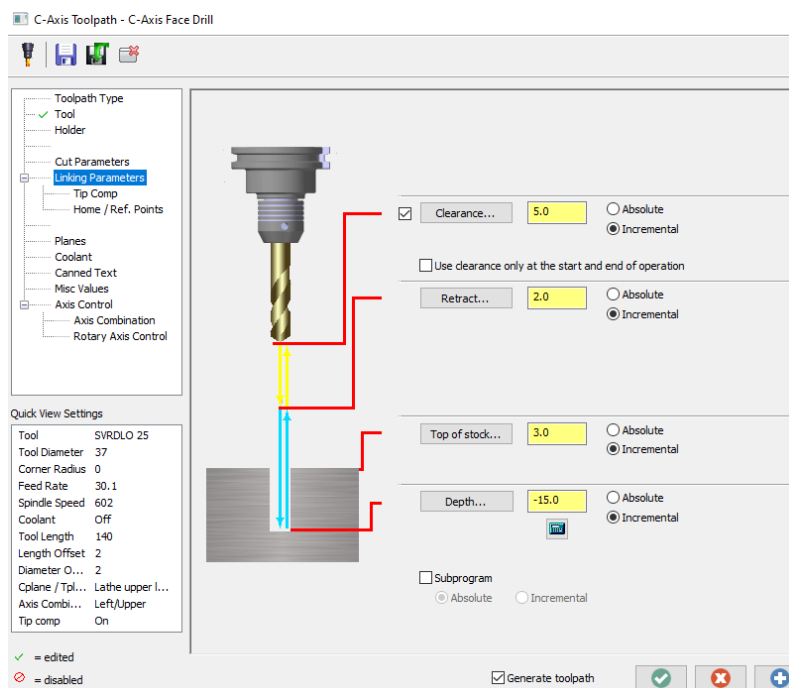 C-Axis Toolpath - C-Axis Face Drill
Toolpath Type
Tool
Holder
Cut Parameters
Linking Parameters
Tip Comp
Home / Ref. Points
Planes
Coolant
Canned Text
Misc Values
Axis Control
Axis Combination
Rotary Axis Control
Quick View Settings
Tool SVRDLO 25
Tool Diameter 37
Corner Radius 0
Feed Rate 30.1
Spindle Speed 602
Coolant Off
Tool Length 140
Length Offset 2
Diameter O... 2
Cplane / Tpl... Lathe upper l...
Axis Combi... Left/Upper
Tip comp On
= edited
= disabled
Clearance... 5.0 Absolute
Incremental
Use clearance only at the start and end of operation
Retract... 2.0 Absolute
Incremental
Top of stock... 3.0 Absolute
Incremental
Depth... -15.0 Absolute
Incremental
Subprogram
Absolute Incremental
Generate toolpath